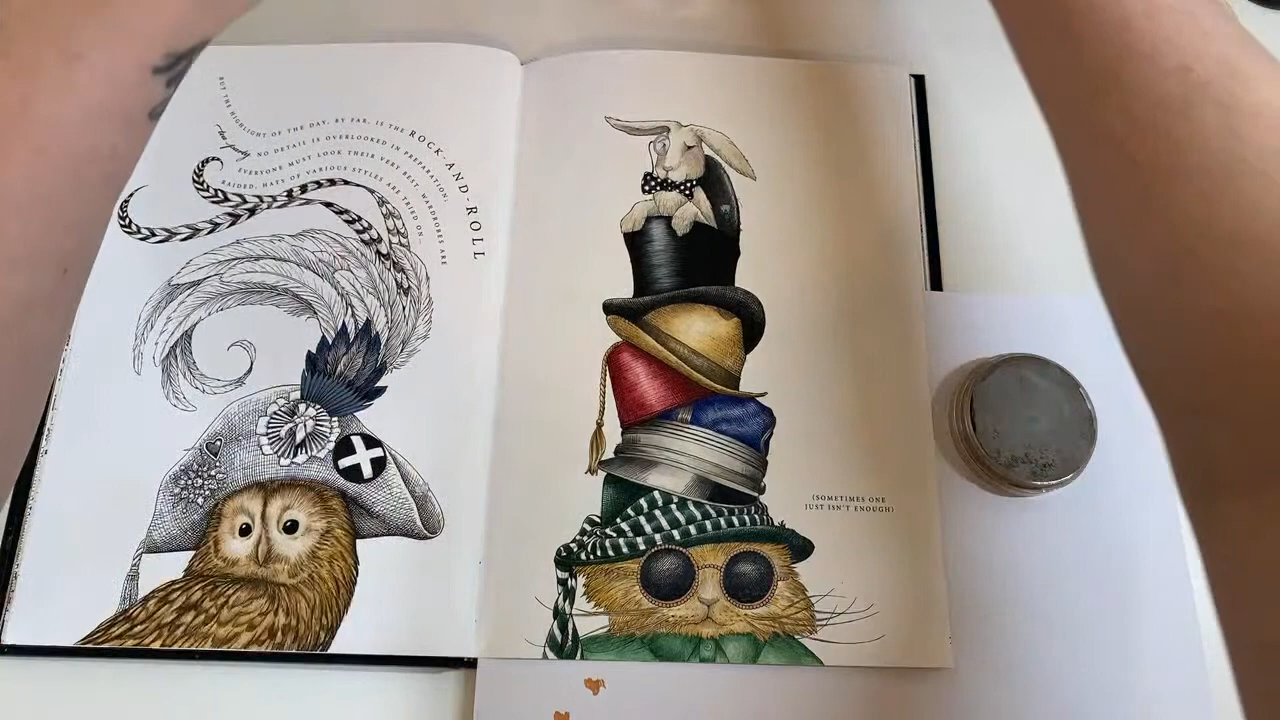 BUT THE HIGHLIGHT OF THE DAY, BY FAR, IS THE ROCK-AND-ROLL
tea party. NO DETAIL IS OVERLOOKED IN PREPARATION.
EVERYONE MUST LOOK THEIR VERY BEST. WARDROBES ARE
RAIDED, HATS OF VARIOUS STYLES ARE TRIED ON...
(SOMETIMES ONE
JUST ISN'T ENOUGH)